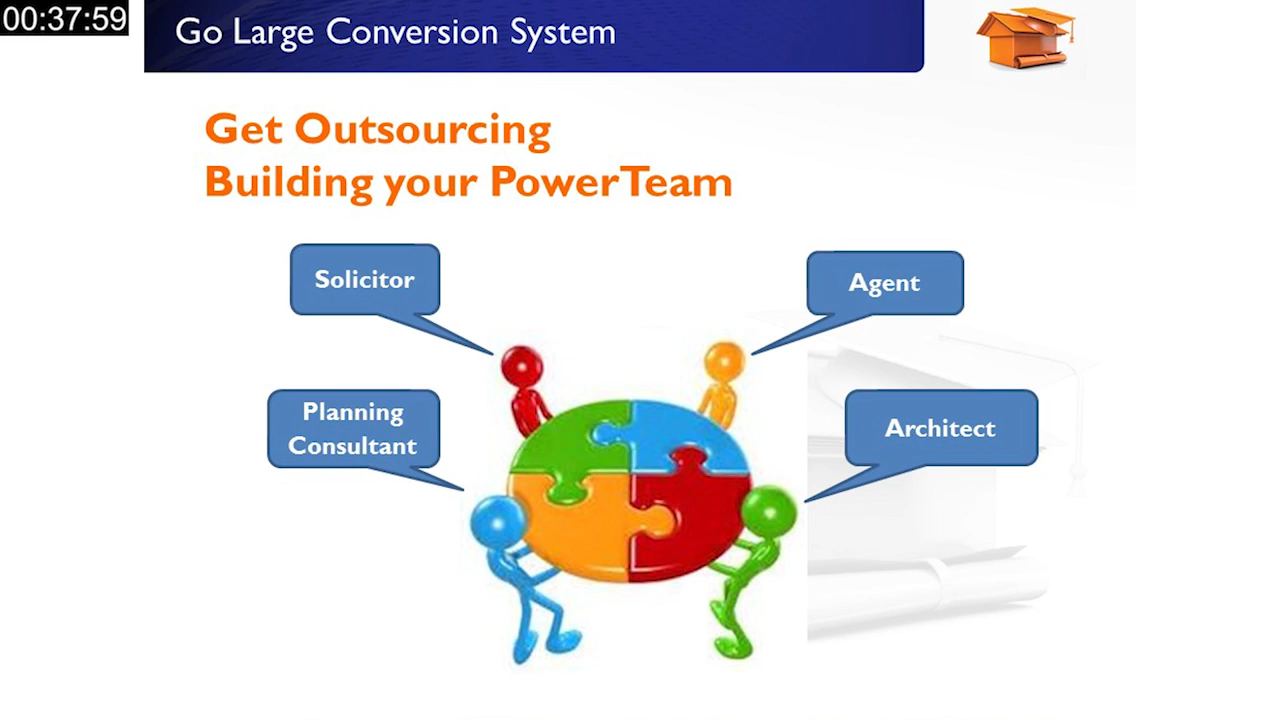 00:37:59
Go Large Conversion System
Get Outsourcing
Building your PowerTeam
Solicitor
Agent
Planning
Consultant
Architect